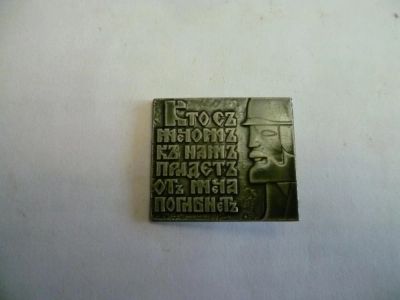 Кто съ
мечомъ
къ намъ
придетъ
отъ меча
погибнетъ